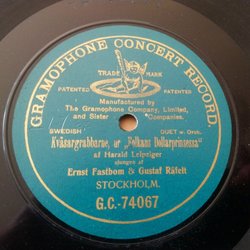 GRAMOPHONE CONCERT RECORD
TRADE MARK
PATENTED PATENTED
Manufactured by
The Gramophone Company, Limited,
and Sister Companies.
SWEDISH DUET w. Orch.
Kväsargrabbarne, ur „Folkans Dollarprinsessa"
af Harald Leipziger
sjungen af
Ernst Fastbom & Gustaf Råfelt
STOCKHOLM.
G.C.-74067